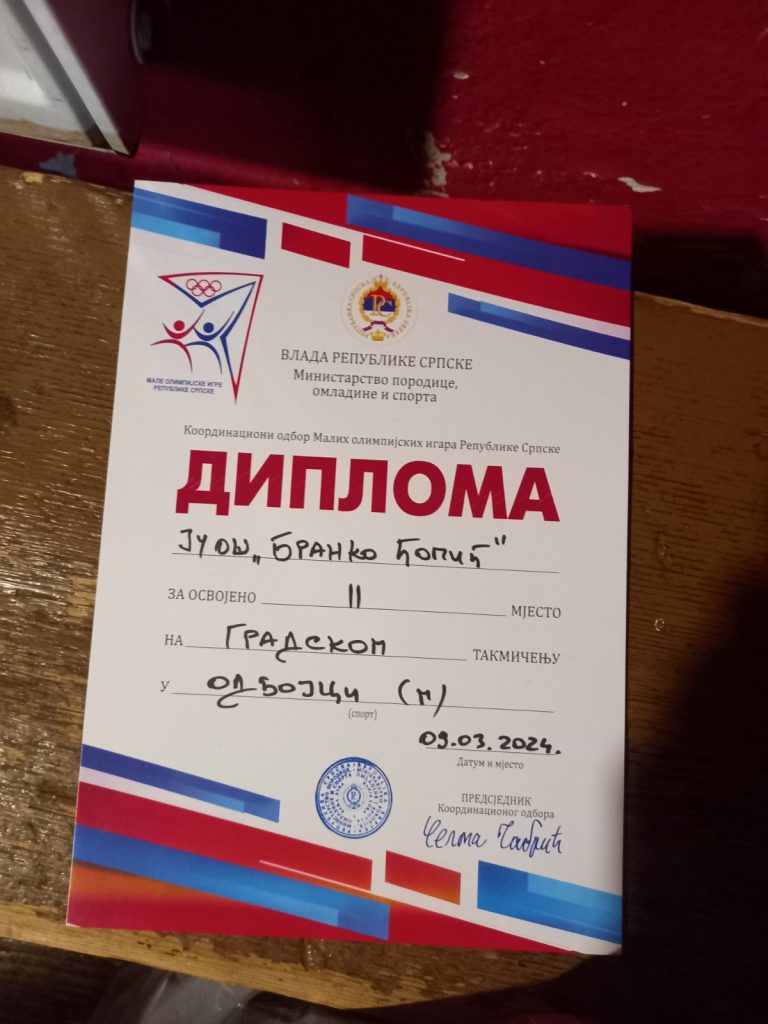 МАЛЕ ОЛИМПИЈСКЕ ИГРЕ
РЕПУБЛИКЕ СРПСКЕ
ВЛАДА РЕПУБЛИКЕ СРПСКЕ
Министарство породице,
омладине и спорта
Координациони одбор Малих олимпијских игара Републике Српске
ДИПЛОМА
ЈУОШ „БРАНКО ЋОПИЋ"
ЗА ОСВОЈЕНО II МЈЕСТО
НА ГРАДСКОМ ТАКМИЧЕЊУ
У ОДБОЈЦИ (М)
(спорт)
09.03.2024.
Датум и мјесто
ПРЕДСЈЕДНИК
Координационог одбора